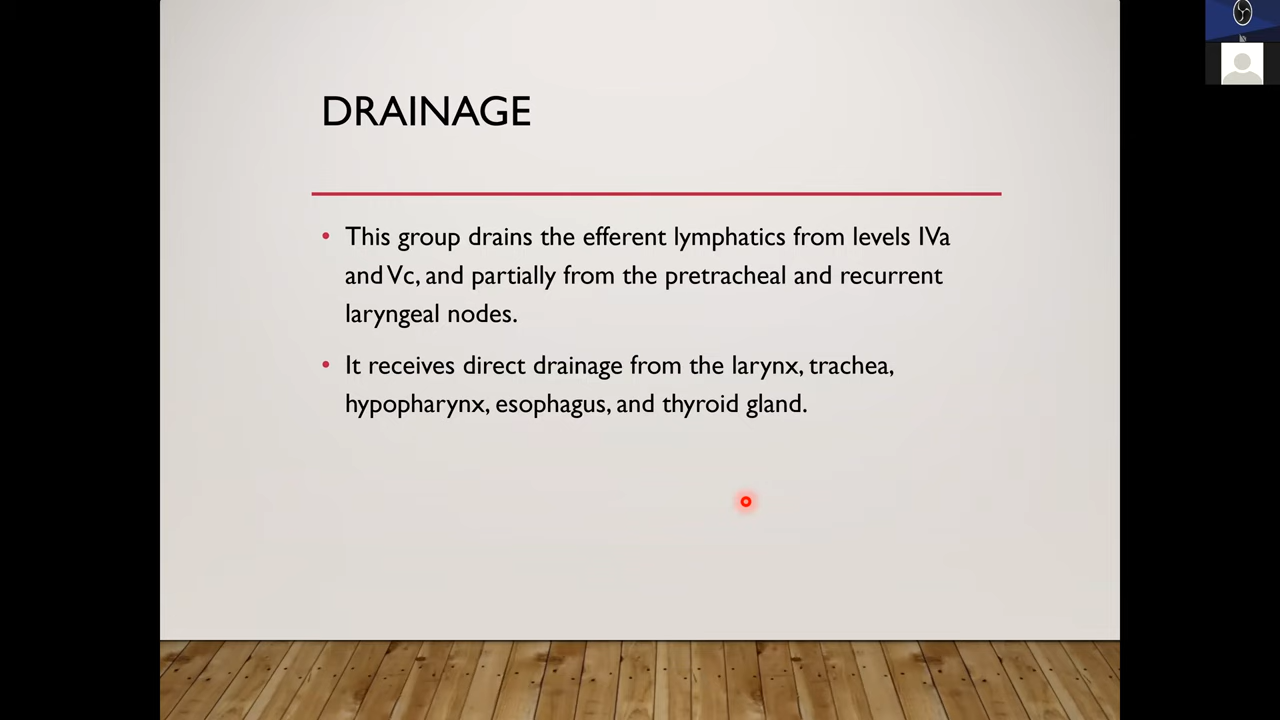 DRAINAGE
• This group drains the efferent lymphatics from levels IVa
and Vc, and partially from the pretracheal and recurrent
laryngeal nodes.
• It receives direct drainage from the larynx, trachea,
hypopharynx, esophagus, and thyroid gland.